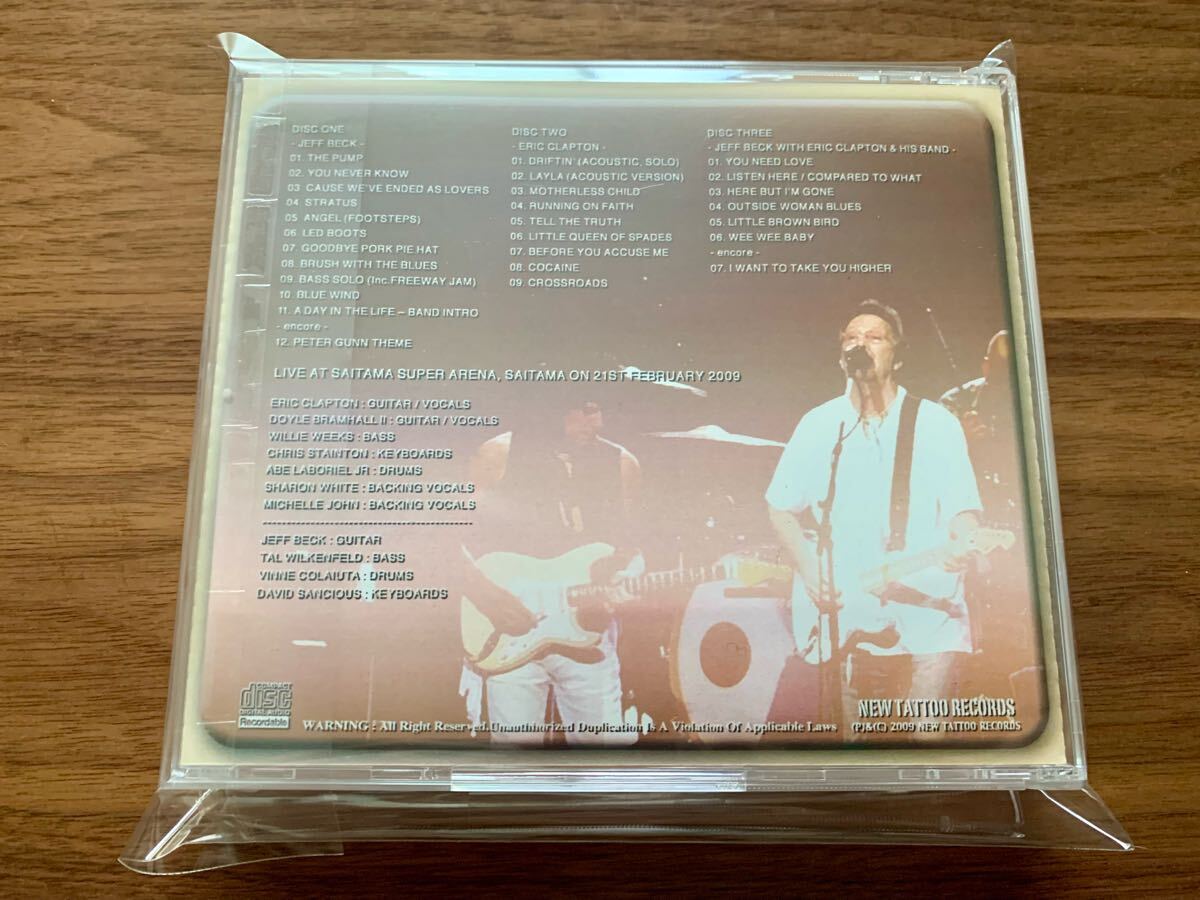 DISC ONE
- JEFF BECK -
01. THE PUMP
02. YOU NEVER KNOW
03. CAUSE WE'VE ENDED AS LOVERS
04. STRATUS
05. ANGEL (FOOTSTEPS)
06. LED BOOTS
07. GOODBYE PORK PIE HAT
08. BRUSH WITH THE BLUES
09. BASS SOLO (Inc.FREEWAY JAM)
10. BLUE WIND
11. A DAY IN THE LIFE – BAND INTRO
- encore -
12. PETER GUNN THEME
DISC TWO
- ERIC CLAPTON -
01. DRIFTIN' (ACOUSTIC, SOLO)
02. LAYLA (ACOUSTIC VERSION)
03. MOTHERLESS CHILD
04. RUNNING ON FAITH
05. TELL THE TRUTH
06. LITTLE QUEEN OF SPADES
07. BEFORE YOU ACCUSE ME
08. COCAINE
09. CROSSROADS
DISC THREE
- JEFF BECK WITH ERIC CLAPTON & HIS BAND -
01. YOU NEED LOVE
02. LISTEN HERE / COMPARED TO WHAT
03. HERE BUT I'M GONE
04. OUTSIDE WOMAN BLUES
05. LITTLE BROWN BIRD
06. WEE WEE BABY
- encore -
07. I WANT TO TAKE YOU HIGHER
LIVE AT SAITAMA SUPER ARENA, SAITAMA ON 21ST FEBRUARY 2009
ERIC CLAPTON : GUITAR / VOCALS
DOYLE BRAMHALL II : GUITAR / VOCALS
WILLIE WEEKS : BASS
CHRIS STAINTON : KEYBOARDS
ABE LABORIEL JR : DRUMS
SHARON WHITE : BACKING VOCALS
MICHELLE JOHN : BACKING VOCALS
JEFF BECK : GUITAR
TAL WILKENFELD : BASS
VINNE COLAIUTA : DRUMS
DAVID SANCIOUS : KEYBOARDS
COMPACT
disc
DIGITAL AUDIO
Recordable
WARNING : All Right Reserved.Unauthhorized Duplication Is A Violation Of Applicable Laws
NEW TATTOO RECORDS
(P)&(C) 2009 NEW TATTOO RECORDS